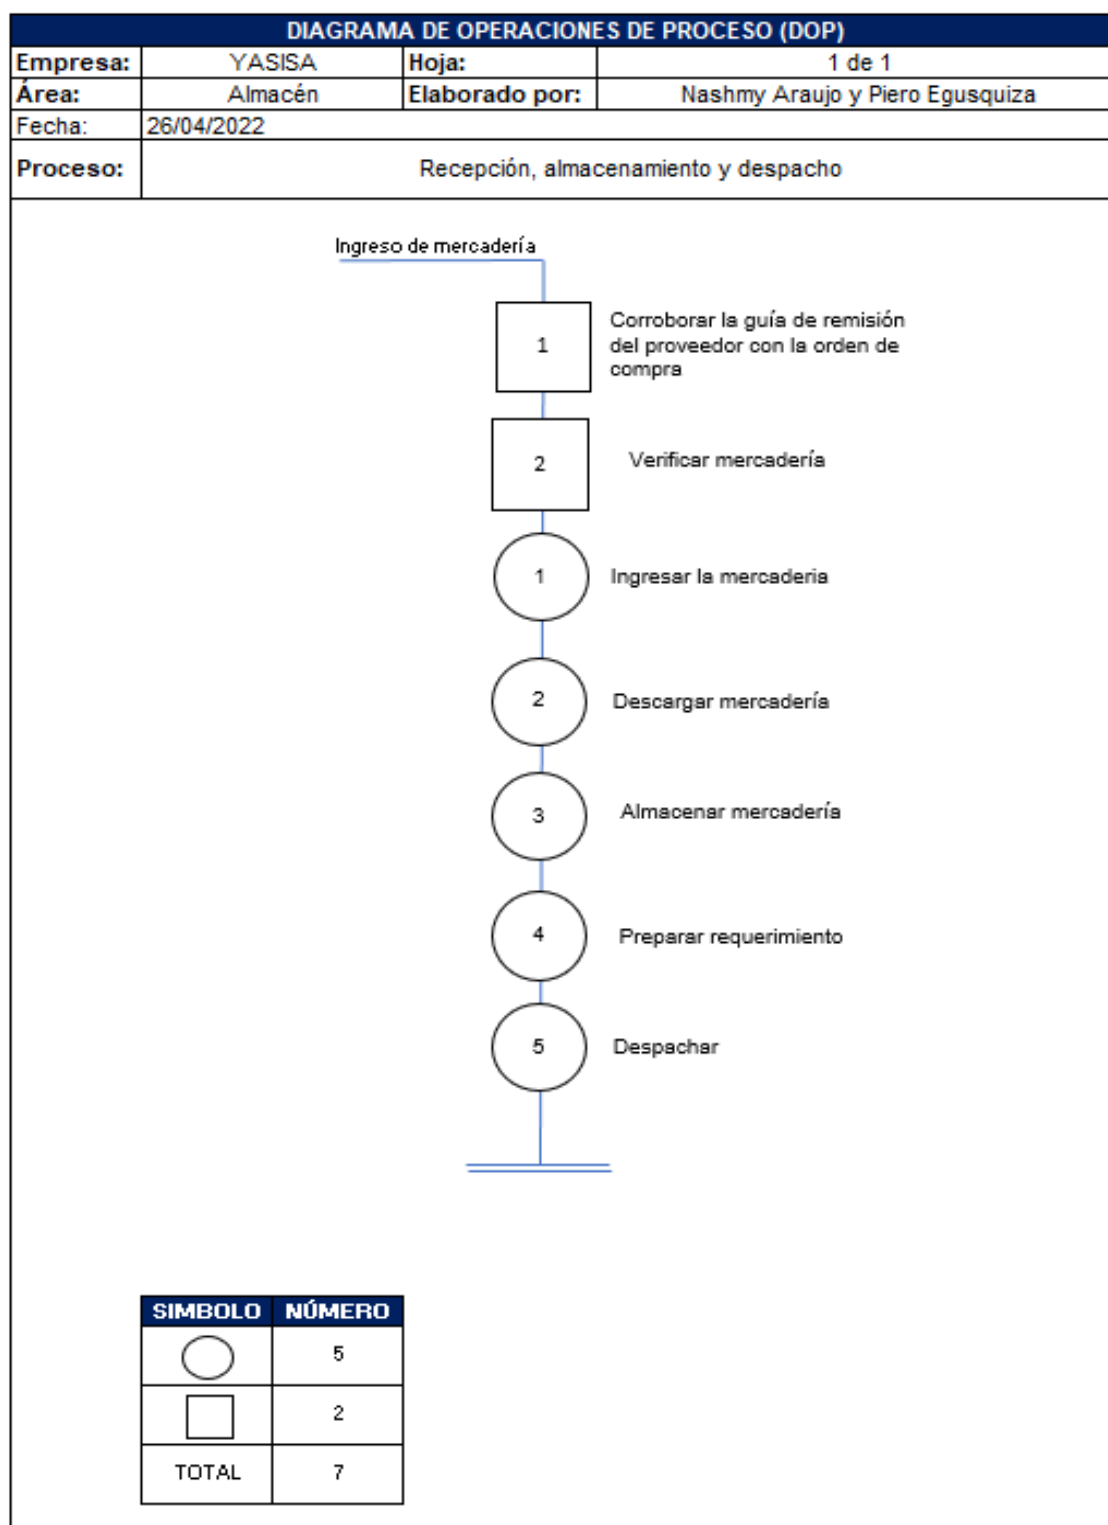 DIAGRAMA DE OPERACIONES DE PROCESO (DOP)
Empresa: YASISA Hoja: 1 de 1
Área: Almacén Elaborado por: Nashmy Araujo y Piero Egusquiza
Fecha: 26/04/2022
Proceso: Recepción, almacenamiento y despacho
Ingreso de mercadería
1 Corroborar la guía de remisión
del proveedor con la orden de
compra
2 Verificar mercadería
1 Ingresar la mercaderia
2 Descargar mercadería
3 Almacenar mercadería
4 Preparar requerimiento
5 Despachar
SIMBOLO NÚMERO
5
2
TOTAL 7